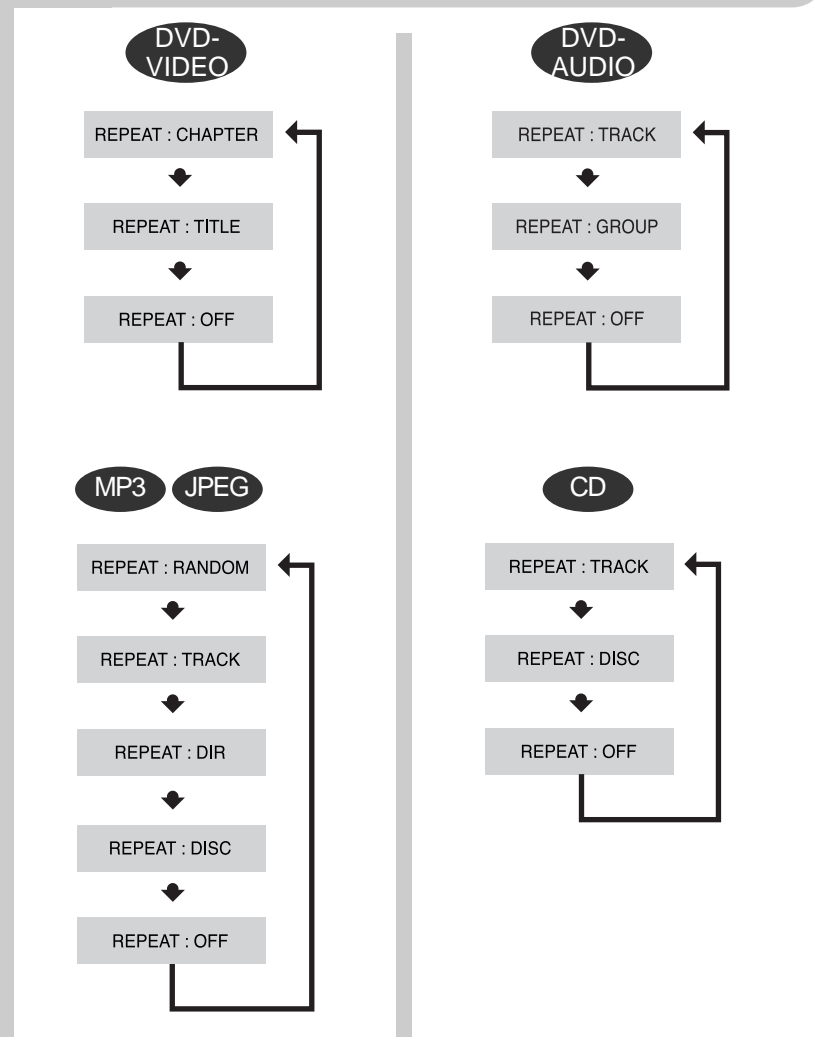 DVD-
VIDEO
REPEAT : CHAPTER
REPEAT : TITLE
REPEAT : OFF
DVD-
AUDIO
REPEAT : TRACK
REPEAT : GROUP
REPEAT : OFF
MP3 JPEG
REPEAT : RANDOM
REPEAT : TRACK
REPEAT : DIR
REPEAT : DISC
REPEAT : OFF
CD
REPEAT : TRACK
REPEAT : DISC
REPEAT : OFF